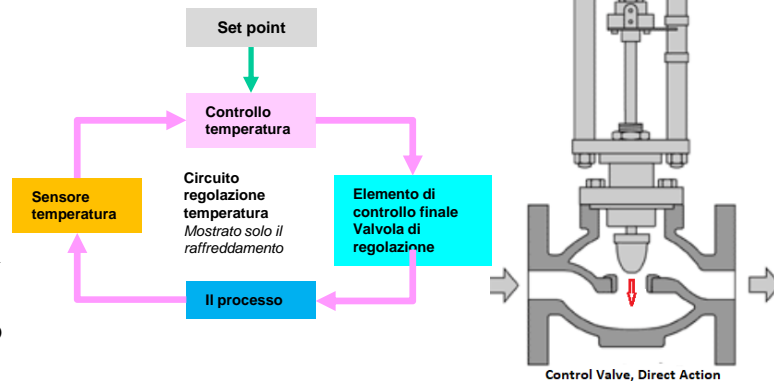 Set point
Controllo
temperatura
Circuito
regolazione
temperatura
Mostrato solo il
raffreddamento
Sensore
temperatura
Elemento di
controllo finale
Valvola di
regolazione
Il processo
Control Valve, Direct Action